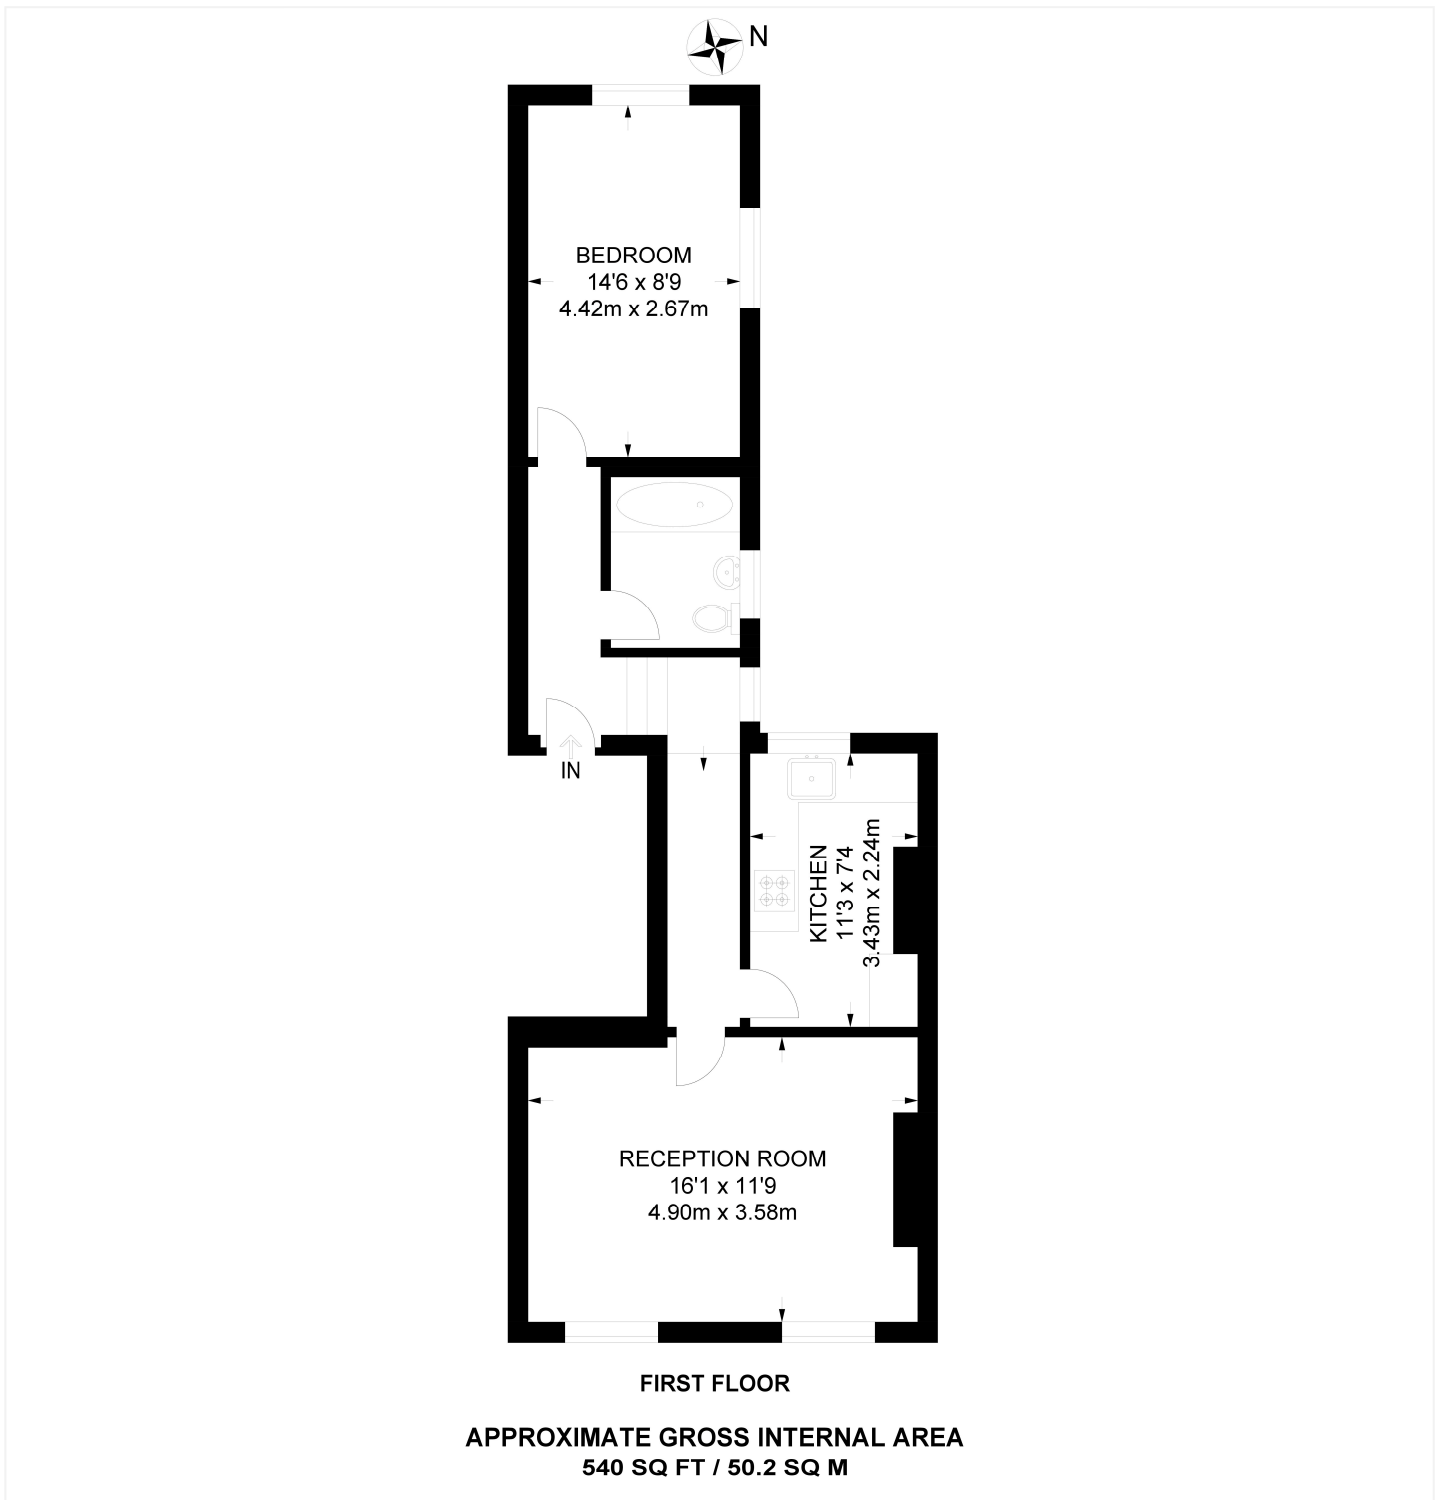 N
BEDROOM
14'6 x 8'9
4.42m x 2.67m
IN
KITCHEN
11'3 x 7'4
3.43m x 2.24m
RECEPTION ROOM
16'1 x 11'9
4.90m x 3.58m
FIRST FLOOR
APPROXIMATE GROSS INTERNAL AREA
540 SQ FT / 50.2 SQ M